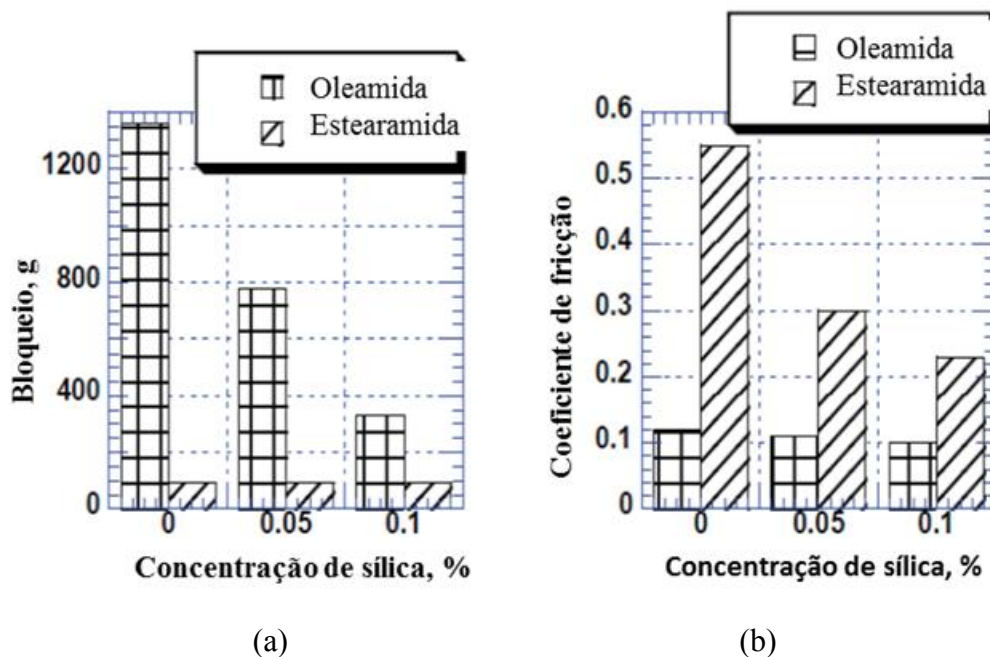 Oleamida
Estearamida
1200
800
400
0
Bloqueio, g
0
0.05
0.1
Concentração de sílica, %
(a)
Oleamida
Estearamida
0.6
0.5
0.4
0.3
0.2
0.1
0
Coeficiente de fricção
0
0.05
0.1
Concentração de sílica, %
(b)